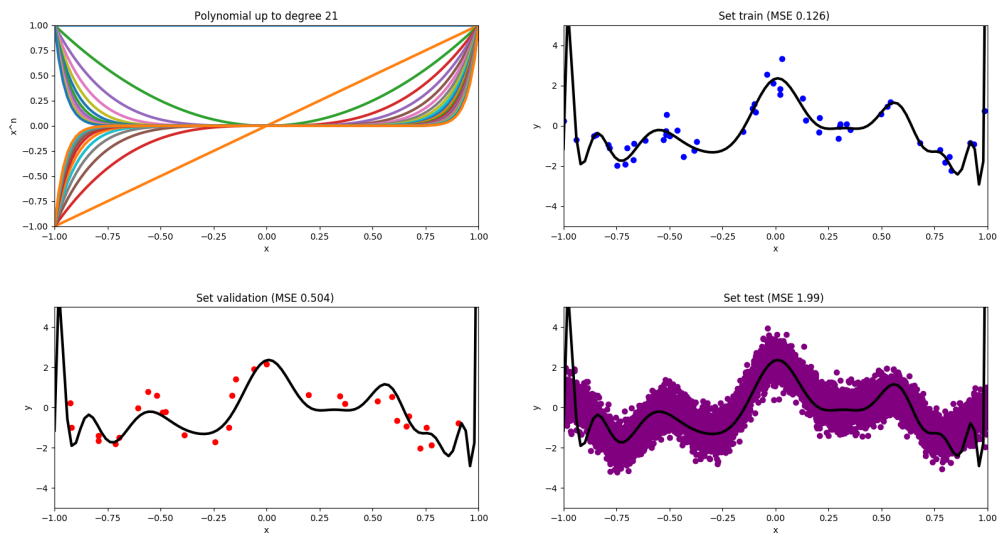 Polynomial up to degree 21
1.00
0.75
0.50
0.25
0.00
−0.25
−0.50
−0.75
−1.00
x^n
−1.00 −0.75 −0.50 −0.25 0.00 0.25 0.50 0.75 1.00
x
Set train (MSE 0.126)
4
2
0
−2
−4
y
−1.00 −0.75 −0.50 −0.25 0.00 0.25 0.50 0.75 1.00
x
Set validation (MSE 0.504)
4
2
0
−2
−4
y
−1.00 −0.75 −0.50 −0.25 0.00 0.25 0.50 0.75 1.00
x
Set test (MSE 1.99)
4
2
0
−2
−4
y
−1.00 −0.75 −0.50 −0.25 0.00 0.25 0.50 0.75 1.00
x